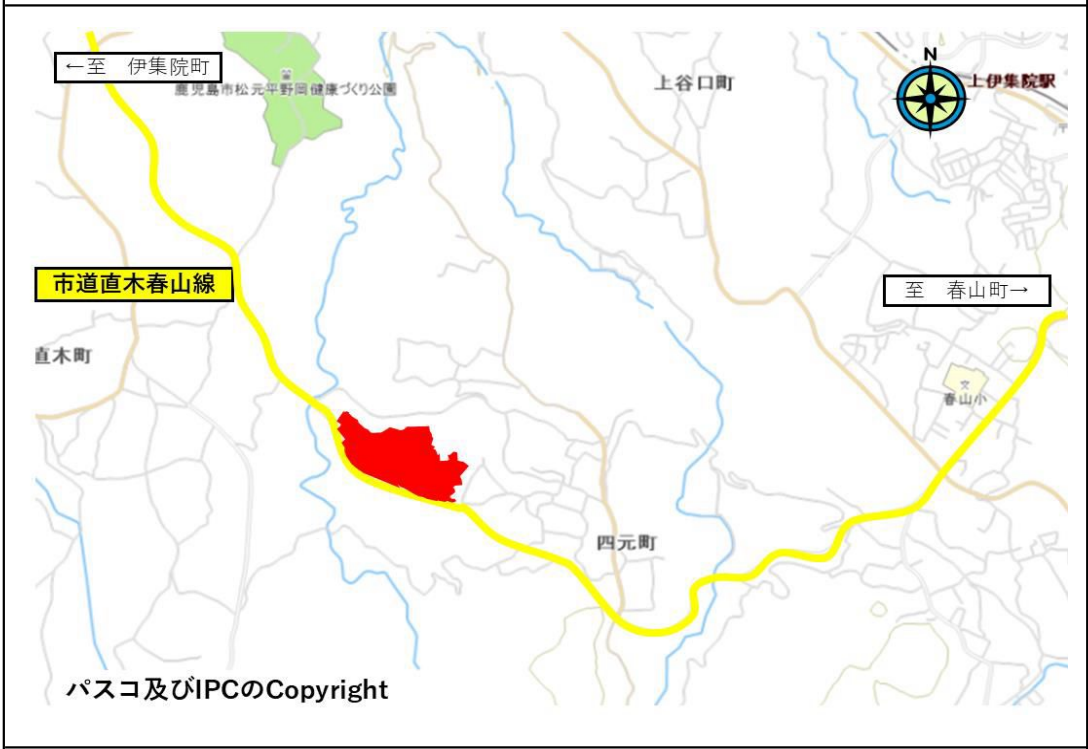 ←至　伊集院町
鹿児島市松元平野岡健康づくり公園
上谷口町
N
上伊集院駅
市道直木春山線
至　春山町→
直木町
春山小
四元町
パスコ及びIPCのCopyright